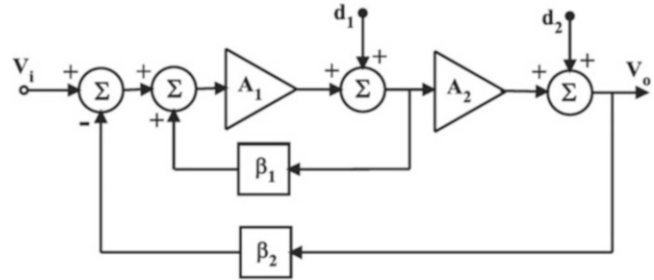 d₁
d₂
Vᵢ + Σ + Σ A₁ + + Σ A₂ + + Σ Vₒ
- +
β₁
β₂